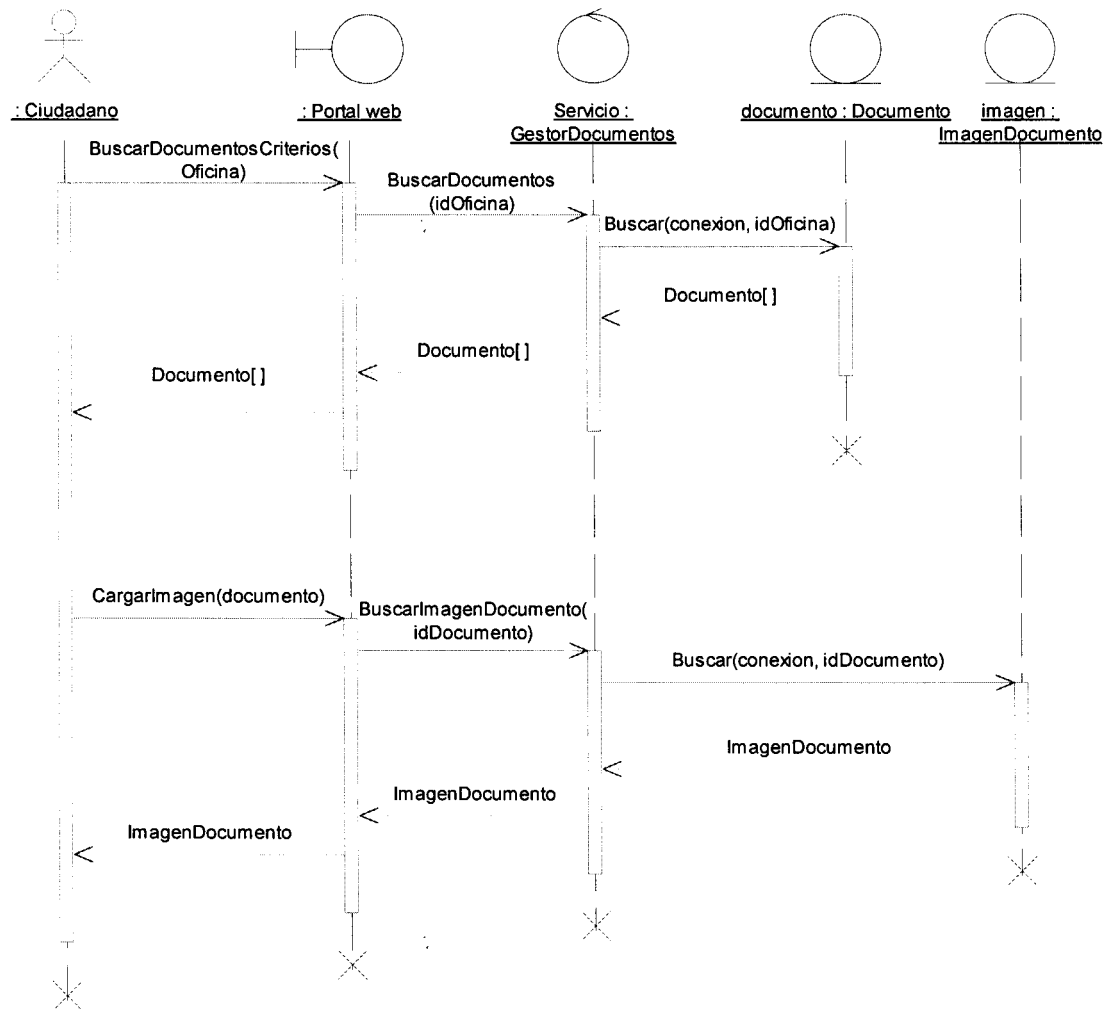 : Ciudadano
: Portal web
Servicio :
GestorDocumentos
documento : Documento
imagen :
ImagenDocumento
BuscarDocumentosCriterios(
Oficina)
BuscarDocumentos
(idOficina)
Buscar(conexion, idOficina)
Documento[ ]
Documento[ ]
Documento[ ]
CargarImagen(documento)
BuscarImagenDocumento(
idDocumento)
Buscar(conexion, idDocumento)
ImagenDocumento
ImagenDocumento
ImagenDocumento